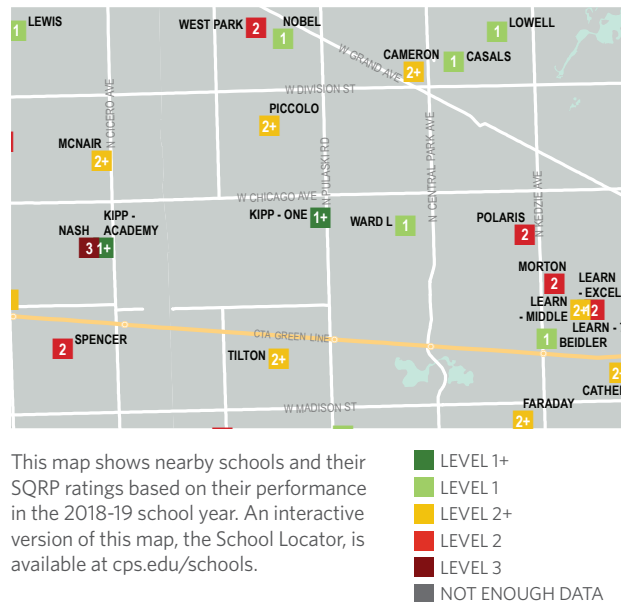 LEWIS
1
WEST PARK
2
NOBEL
1
LOWELL
1
W GRAND AVE
CAMERON
2+
CASALS
1
W DIVISION ST
N CICERO AVE
PICCOLO
2+
MCNAIR
2+
N PULASKI RD
N CENTRAL PARK AVE
N KEDZIE AVE
W CHICAGO AVE
KIPP - ONE
1+
WARD L
1
POLARIS
2
KIPP -
ACADEMY
NASH
3
1+
MORTON
2
LEARN
- EXCEL
LEARN
- MIDDLE
2+
2
LEARN -
1
BEIDLER
CTA GREEN LINE
2
SPENCER
TILTON
2+
2+
CATHE
W MADISON ST
FARADAY
2+
This map shows nearby schools and their
SQRP ratings based on their performance
in the 2018-19 school year. An interactive
version of this map, the School Locator, is
available at cps.edu/schools.
LEVEL 1+
LEVEL 1
LEVEL 2+
LEVEL 2
LEVEL 3
NOT ENOUGH DATA